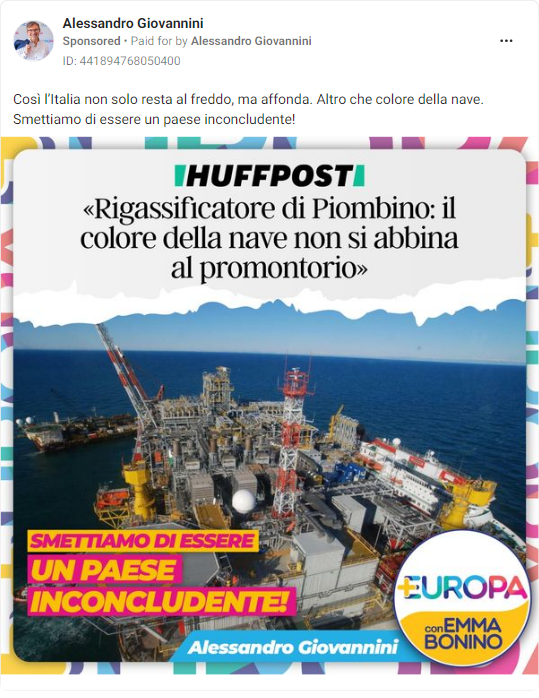 Alessandro Giovannini
Sponsored • Paid for by Alessandro Giovannini
ID: 441894768050400
Così l’Italia non solo resta al freddo, ma affonda. Altro che colore della nave.
Smettiamo di essere un paese inconcludente!
HUFFPOST
«Rigassificatore di Piombino: il
colore della nave non si abbina
al promontorio»
SMETTIAMO DI ESSERE
UN PAESE
INCONCLUDENTE!
+EUROPA
con EMMA
BONINO
Alessandro Giovannini